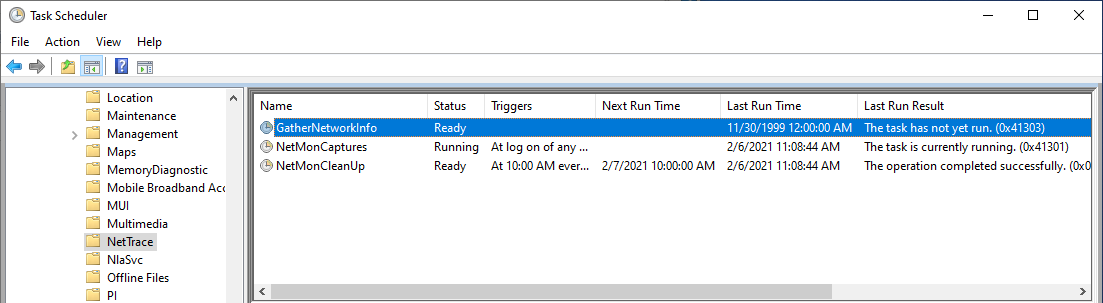 Task Scheduler
File Action View Help
Location
Maintenance
Management
Maps
MemoryDiagnostic
Mobile Broadband Acc
MUI
Multimedia
NetTrace
NlaSvc
Offline Files
PI
Name Status Triggers Next Run Time Last Run Time Last Run Result
GatherNetworkInfo Ready 11/30/1999 12:00:00 AM The task has not yet run. (0x41303)
NetMonCaptures Running At log on of any ... 2/6/2021 11:08:44 AM The task is currently running. (0x41301)
NetMonCleanUp Ready At 10:00 AM ever... 2/7/2021 10:00:00 AM 2/6/2021 11:08:44 AM The operation completed successfully. (0x0